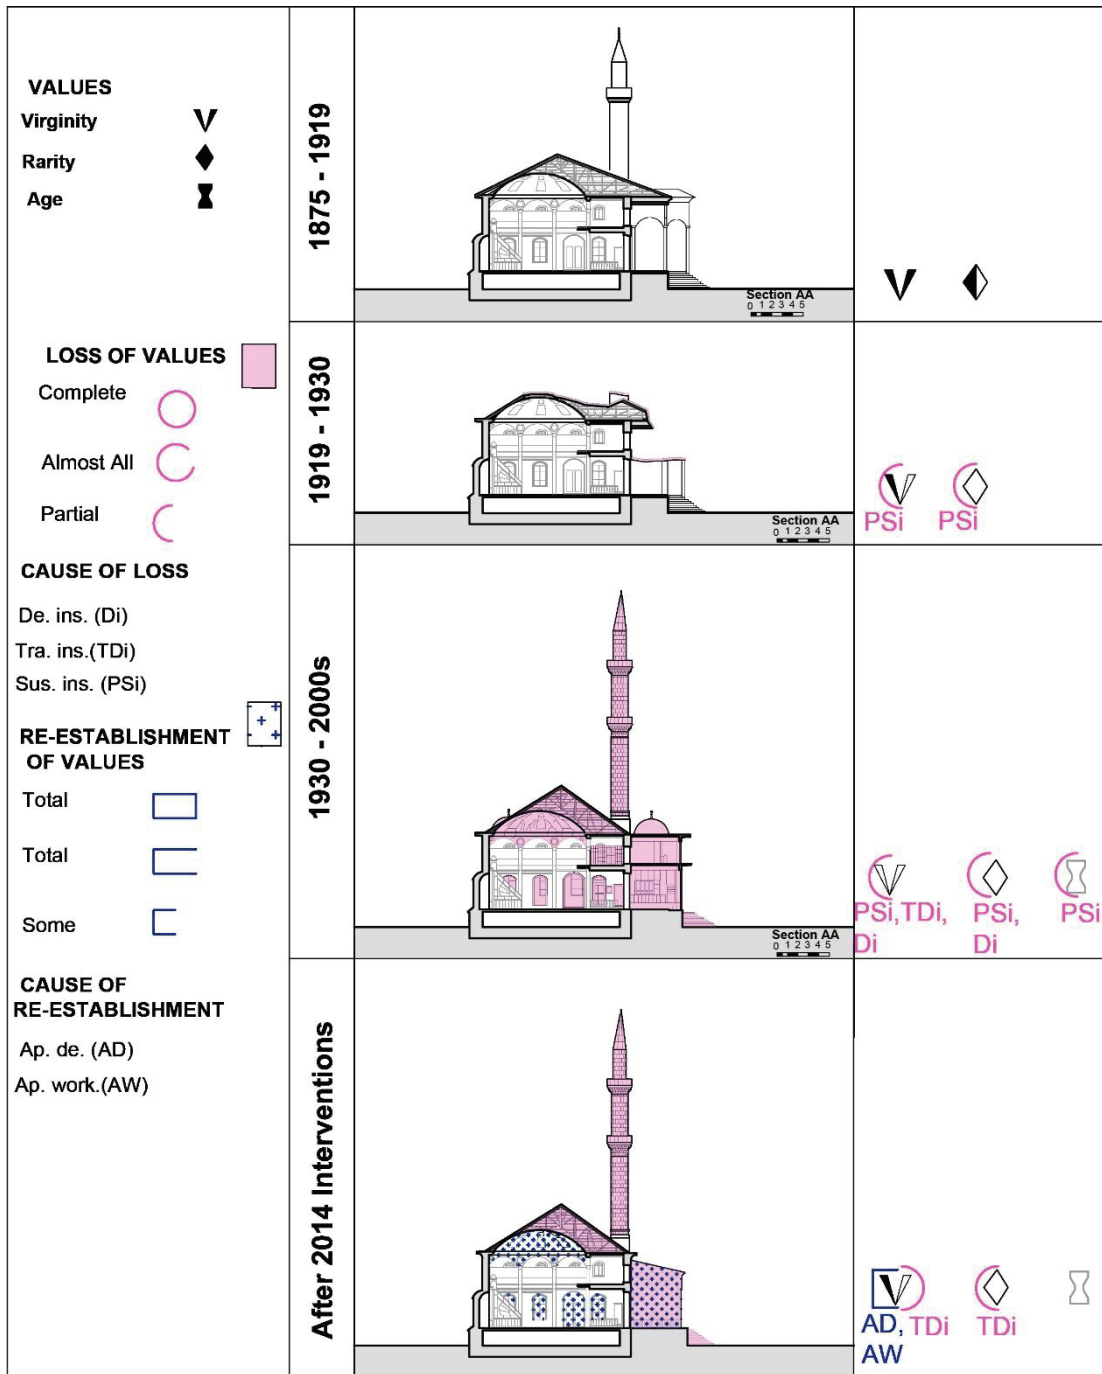 VALUES
Virginity
Rarity
Age
LOSS OF VALUES
Complete
Almost All
Partial
CAUSE OF LOSS
De. ins. (Di)
Tra. ins.(TDi)
Sus. ins. (PSi)
RE-ESTABLISHMENT
OF VALUES
Total
Total
Some
CAUSE OF
RE-ESTABLISHMENT
Ap. de. (AD)
Ap. work.(AW)
1875 - 1919
Section AA
0 1 2 3 4 5
1919 - 1930
Section AA
0 1 2 3 4 5
PSi
PSi
1930 - 2000s
Section AA
0 1 2 3 4 5
PSi,TDi,
Di
PSi,
Di
PSi
After 2014 Interventions
AD,
AW
TDi
TDi